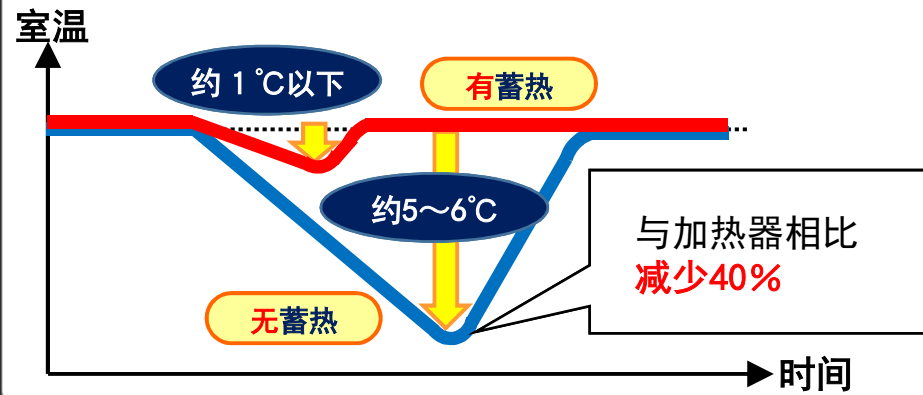 室温
约1℃以下
有蓄热
约5～6℃
与加热器相比
减少40%
无蓄热
时间